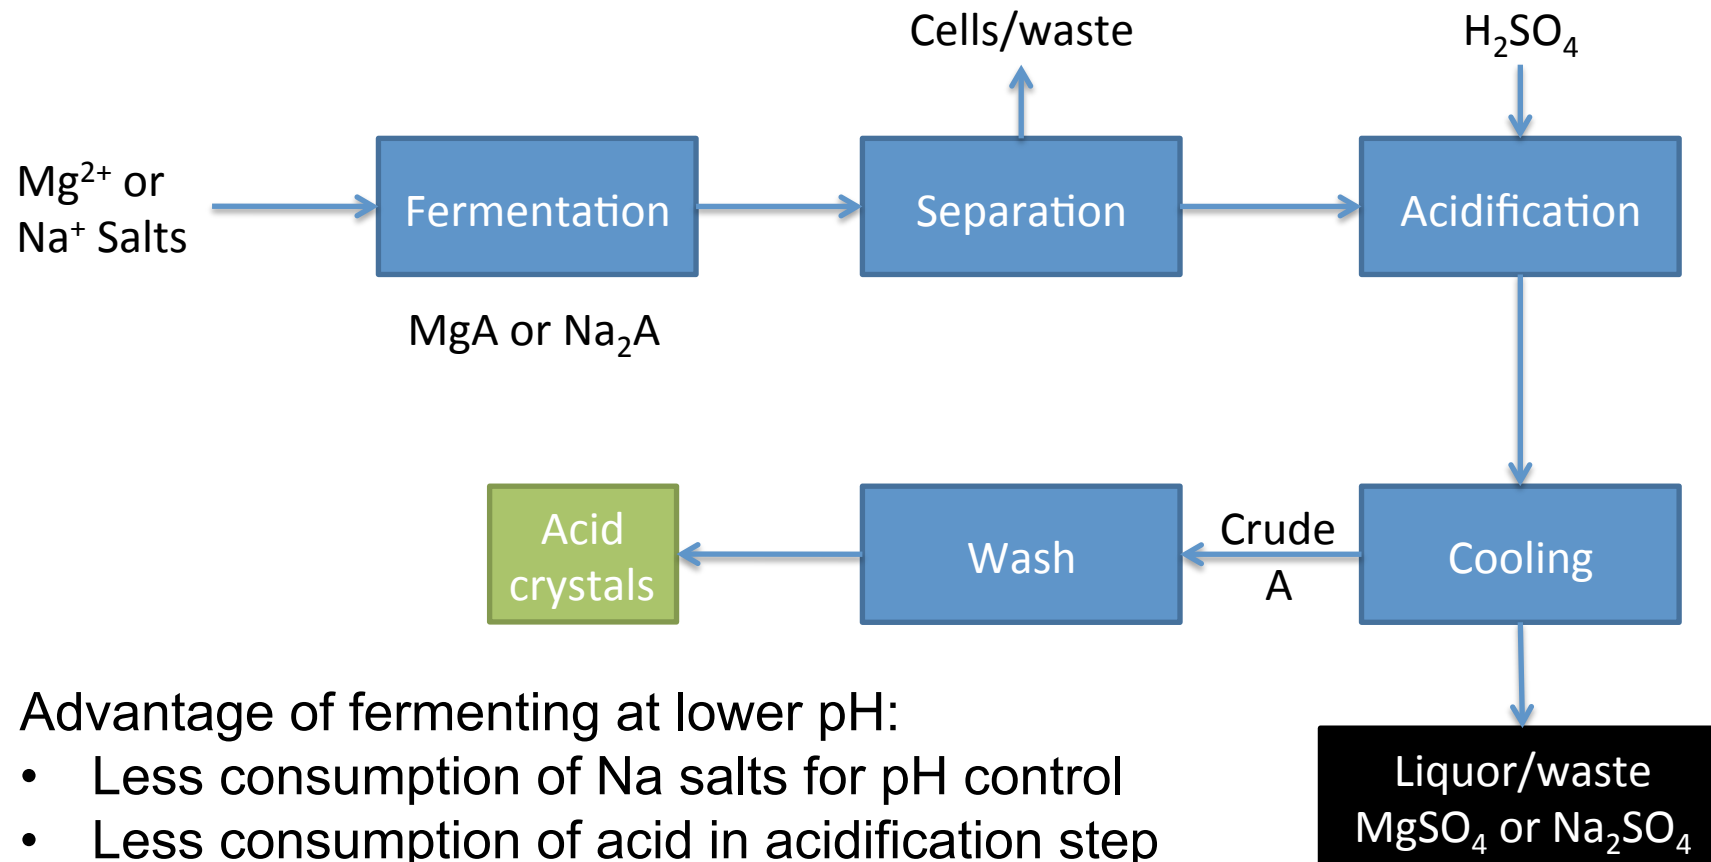 Cells/waste
H₂SO₄
Mg²⁺ or
Na⁺ Salts
Fermentation
Separation
Acidification
MgA or Na₂A
Acid
crystals
Wash
Crude
A
Cooling
Advantage of fermenting at lower pH:
• Less consumption of Na salts for pH control
• Less consumption of acid in acidification step
Liquor/waste
MgSO₄ or Na₂SO₄